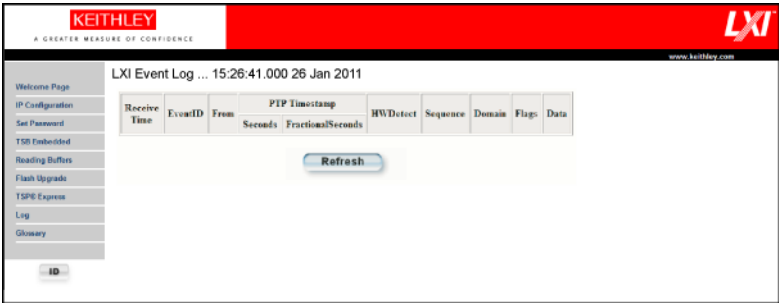 KEITHLEY
A GREATER MEASURE OF CONFIDENCE
LXI
www.keithley.com
Welcome Page
IP Configuration
Set Password
TSB Embedded
Reading Buffers
Flash Upgrade
TSP® Express
Log
Glossary
ID
LXI Event Log ... 15:26:41.000 26 Jan 2011
Receive Time EventID From PTP Timestamp HWDetect Sequence Domain Flags Data
Seconds FractionalSeconds
Refresh